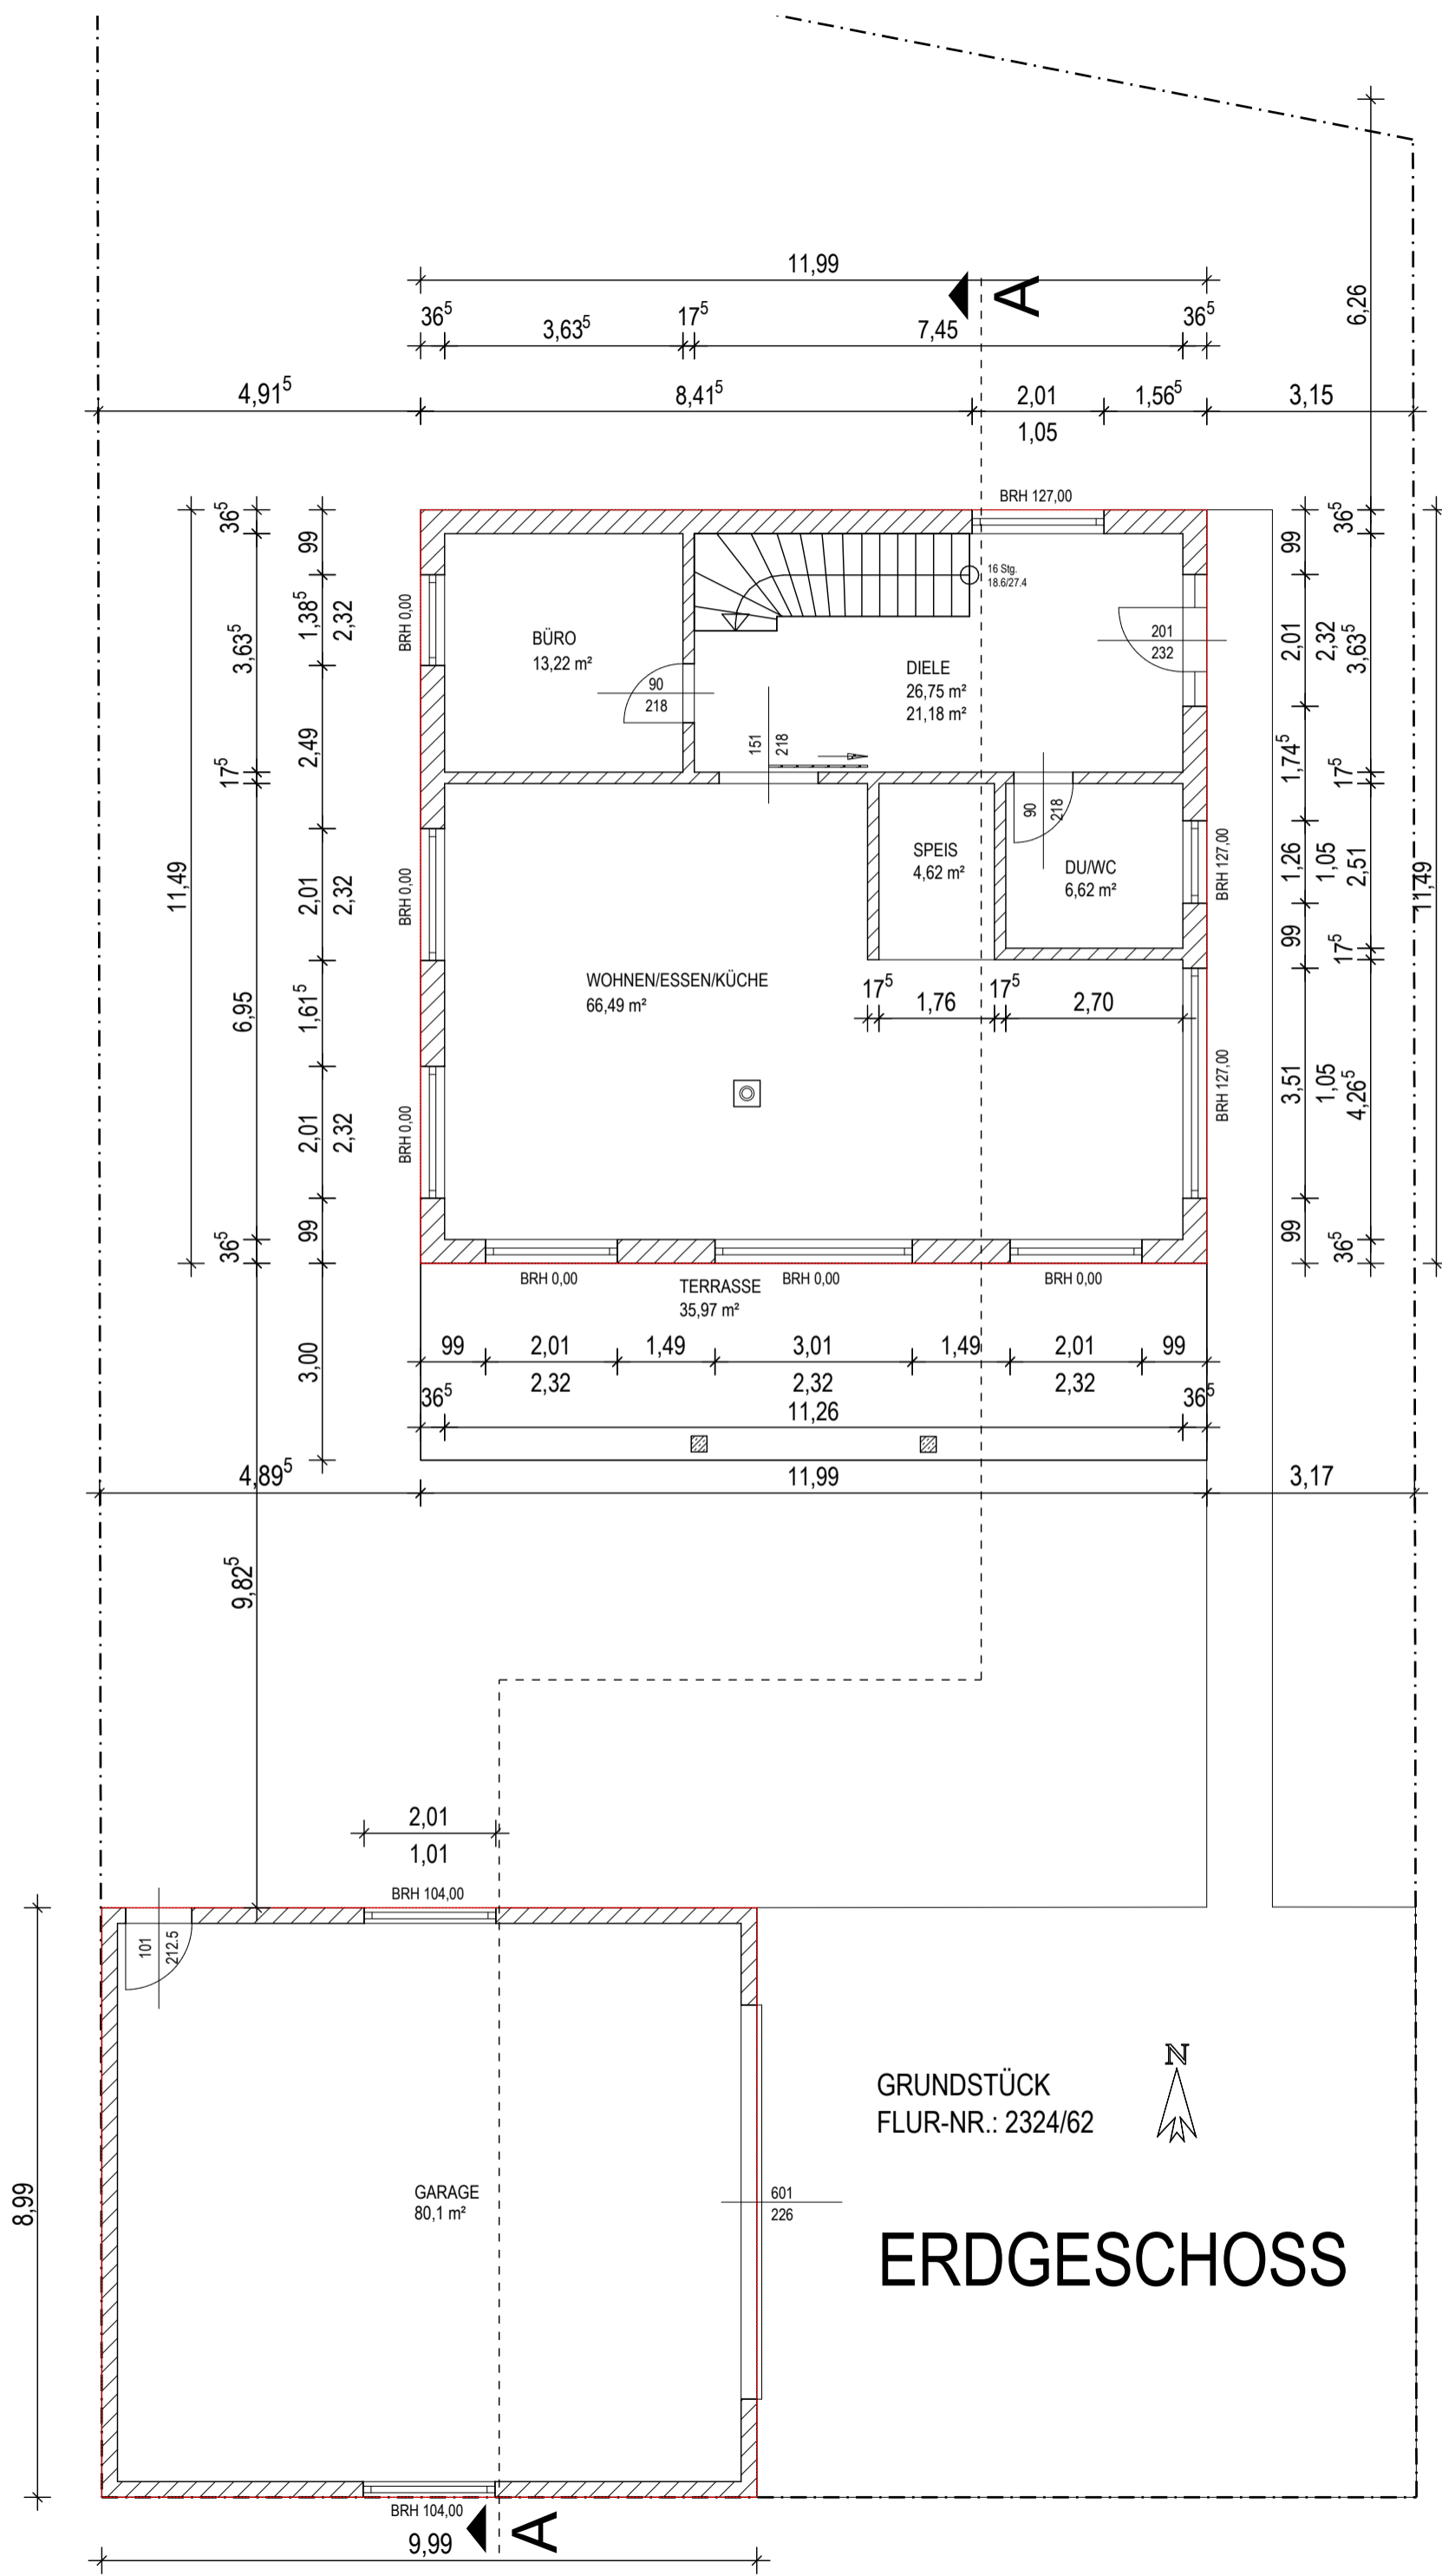 11,99
A
36⁵
3,63⁵
17⁵
7,45
36⁵
6,26
4,91⁵
8,41⁵
2,01
1,56⁵
3,15
1,05
BRH 127,00
36⁵
99
99
36⁵
16 Stg.
18.6/27.4
BRH 0,00
1,38⁵
2,32
3,63⁵
BÜRO
13,22 m²
201
232
2,01
2,32
3,63⁵
DIELE
26,75 m²
21,18 m²
90
218
2,49
151
218
17⁵
1,74⁵
17⁵
90
218
SPEIS
4,62 m²
DU/WC
6,62 m²
BRH 127,00
1,26
1,05
2,51
11,49
11,49
2,01
2,32
BRH 0,00
99
17⁵
WOHNEN/ESSEN/KÜCHE
66,49 m²
17⁵
1,76
17⁵
2,70
6,95
1,61⁵
BRH 127,00
3,51
1,05
4,26⁵
2,01
2,32
BRH 0,00
36⁵
99
99
36⁵
BRH 0,00
BRH 0,00
BRH 0,00
TERRASSE
35,97 m²
3,00
99
2,01
1,49
3,01
1,49
2,01
99
2,32
2,32
2,32
36⁵
11,26
36⁵
4,89⁵
11,99
3,17
9,82⁵
2,01
1,01
BRH 104,00
101
212.5
N
GRUNDSTÜCK
FLUR-NR.: 2324/62
8,99
GARAGE
80,1 m²
601
226
ERDGESCHOSS
BRH 104,00
A
9,99